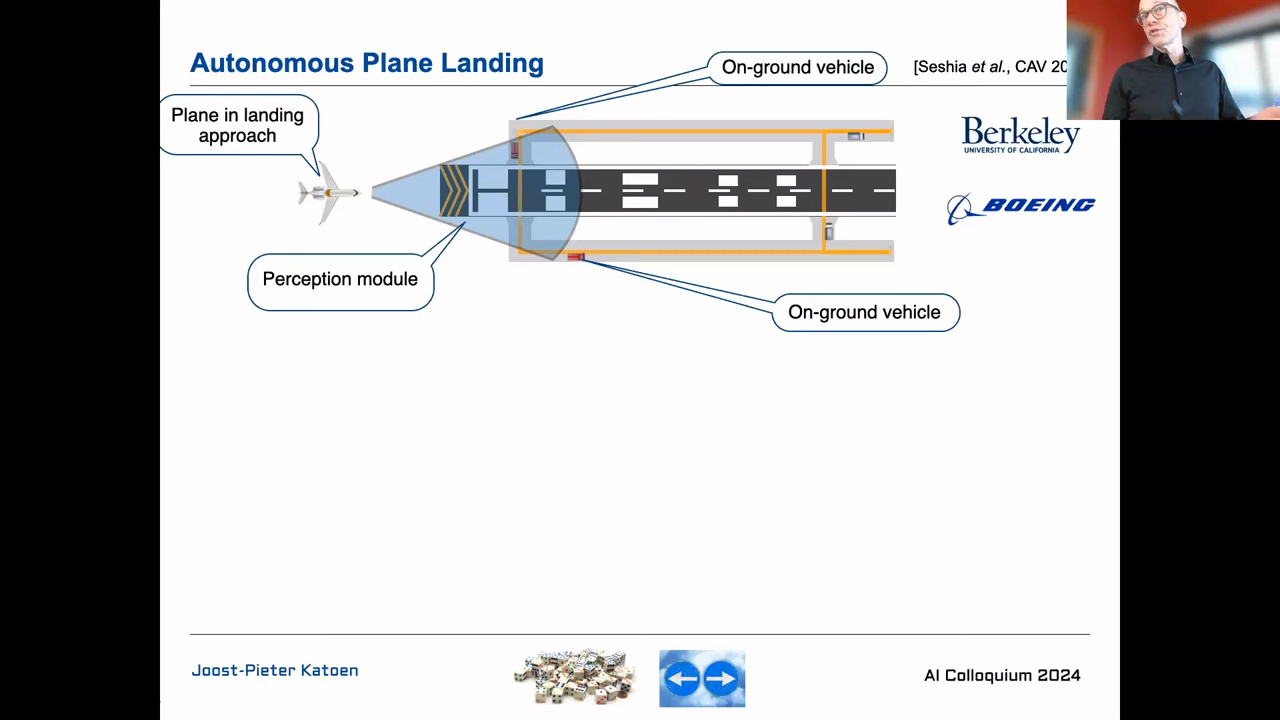 Autonomous Plane Landing
On-ground vehicle
[Seshia et al., CAV 20
Plane in landing
approach
Berkeley
UNIVERSITY OF CALIFORNIA
BOEING
Perception module
On-ground vehicle
Joost-Pieter Katoen
AI Colloquium 2024